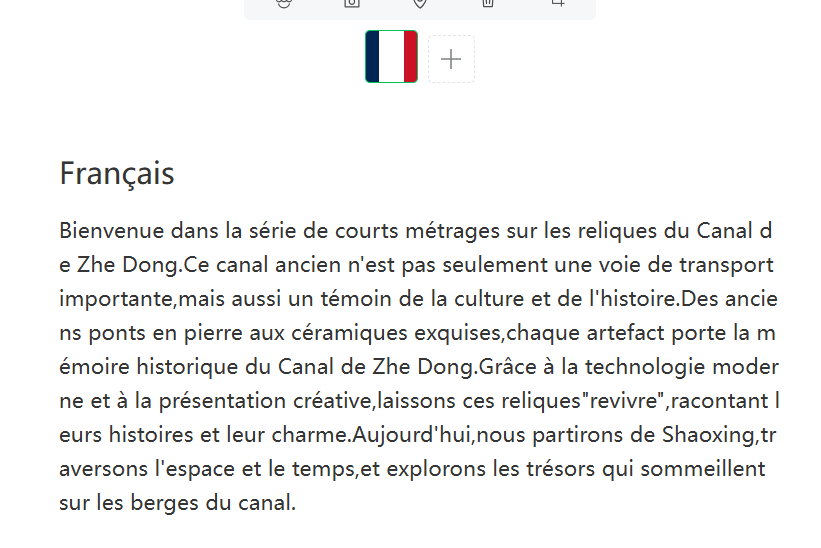 Français
Bienvenue dans la série de courts métrages sur les reliques du Canal d
e Zhe Dong.Ce canal ancien n'est pas seulement une voie de transport
importante,mais aussi un témoin de la culture et de l'histoire.Des ancie
ns ponts en pierre aux céramiques exquises,chaque artefact porte la m
émoire historique du Canal de Zhe Dong.Grâce à la technologie moder
ne et à la présentation créative,laissons ces reliques"revivre",racontant l
eurs histoires et leur charme.Aujourd'hui,nous partirons de Shaoxing,tr
aversons l'espace et le temps,et explorons les trésors qui sommeillent
sur les berges du canal.